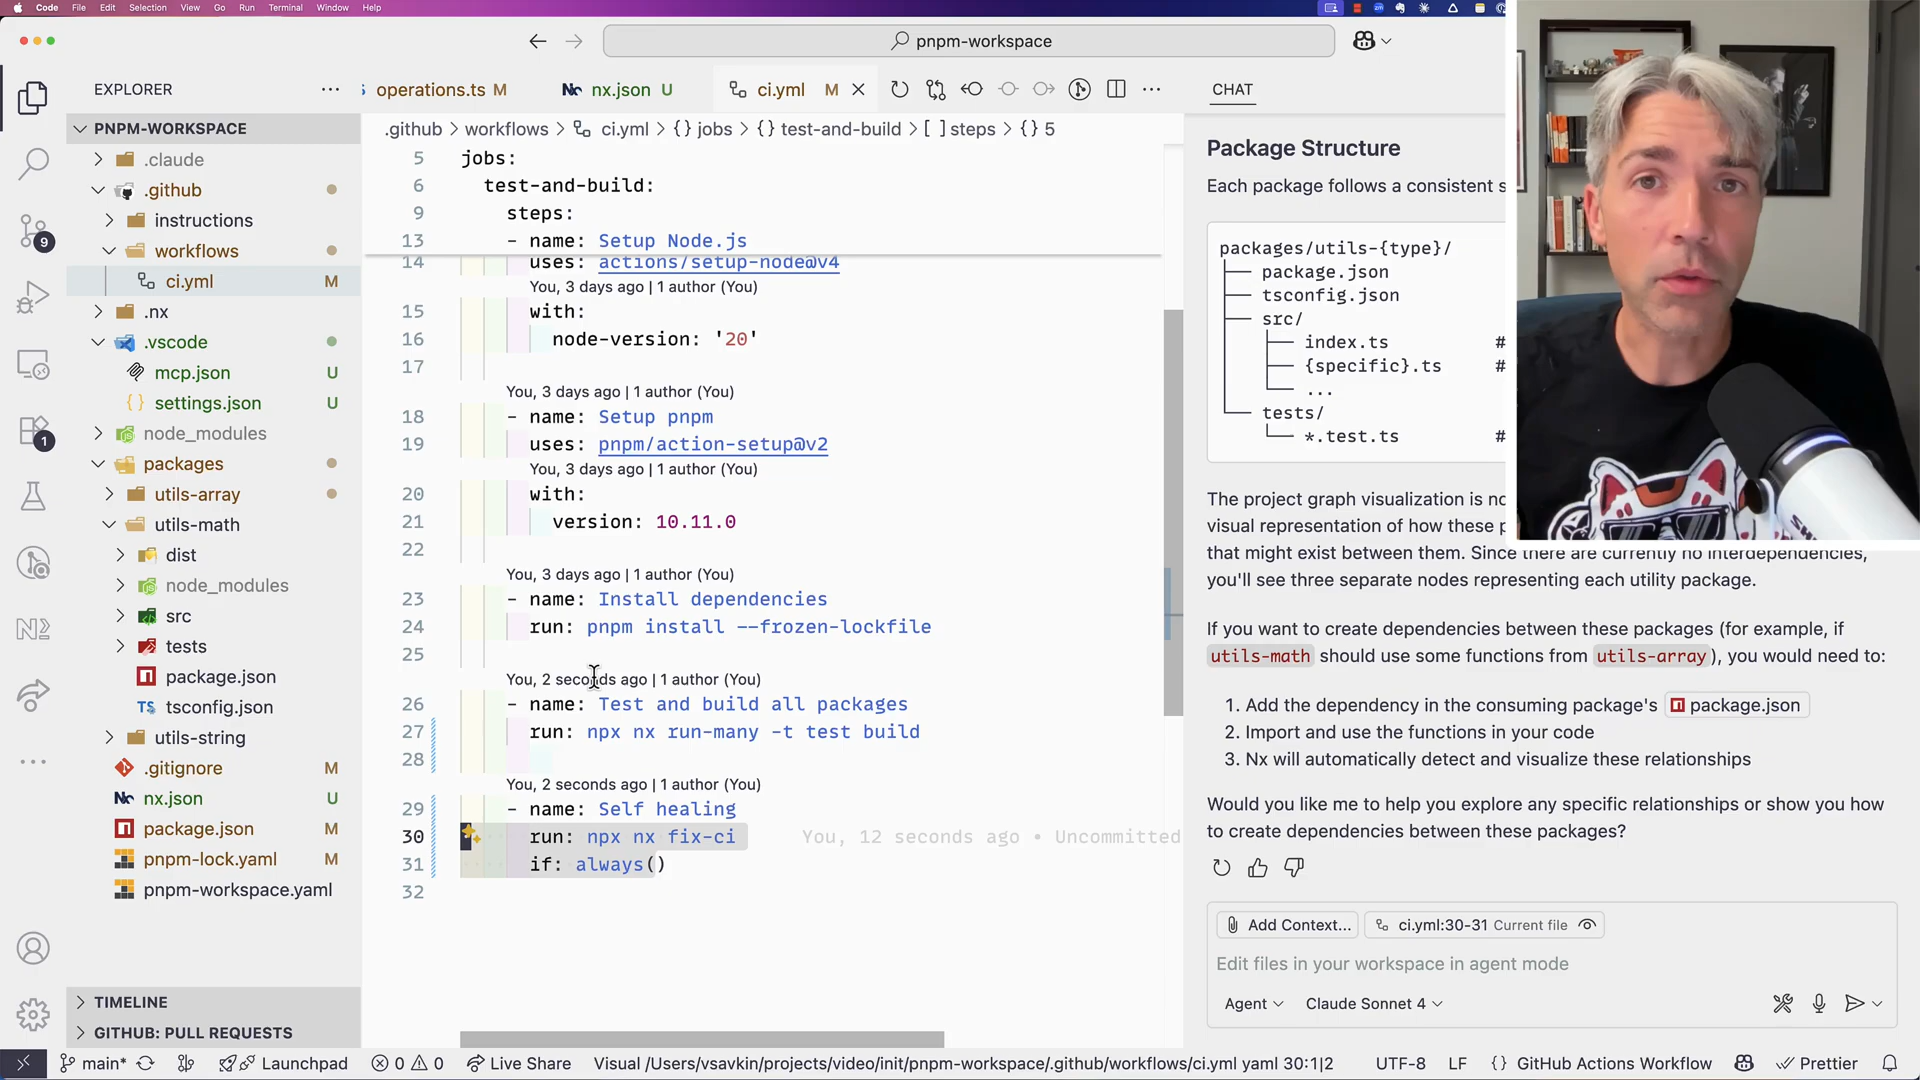 Code File Edit Selection View Go Run Terminal Window Help
pnpm-workspace
EXPLORER
operations.ts M
nx.json U
ci.yml M
CHAT
PNPM-WORKSPACE
.claude
.github
instructions
workflows
ci.yml M
.nx
.vscode
mcp.json U
settings.json U
node_modules
packages
utils-array
utils-math
dist
node_modules
src
tests
package.json
tsconfig.json
utils-string
.gitignore M
nx.json U
package.json M
pnpm-lock.yaml M
pnpm-workspace.yaml
TIMELINE
GITHUB: PULL REQUESTS
9
1
.github > workflows > ci.yml > {} jobs > {} test-and-build > [ ] steps > {} 5
5 jobs:
6 test-and-build:
9 steps:
13 - name: Setup Node.js
14 uses: actions/setup-node@v4
You, 3 days ago | 1 author (You)
15 with:
16 node-version: '20'
17
You, 3 days ago | 1 author (You)
18 - name: Setup pnpm
19 uses: pnpm/action-setup@v2
You, 3 days ago | 1 author (You)
20 with:
21 version: 10.11.0
22
You, 3 days ago | 1 author (You)
23 - name: Install dependencies
24 run: pnpm install --frozen-lockfile
25
You, 2 seconds ago | 1 author (You)
26 - name: Test and build all packages
27 run: npx nx run-many -t test build
28
You, 2 seconds ago | 1 author (You)
29 - name: Self healing
30 run: npx nx fix-ci You, 12 seconds ago • Uncommitted
31 if: always()
32
Package Structure
Each package follows a consistent s
packages/utils-{type}/
├── package.json
├── tsconfig.json
├── src/
│ ├── index.ts #
│ ├── {specific}.ts #
│ └── ...
└── tests/
└── *.test.ts #
The project graph visualization is no
visual representation of how these p
that might exist between them. Since there are currently no interdependencies,
you'll see three separate nodes representing each utility package.
If you want to create dependencies between these packages (for example, if
utils-math should use some functions from utils-array), you would need to:
1. Add the dependency in the consuming package's package.json
2. Import and use the functions in your code
3. Nx will automatically detect and visualize these relationships
Would you like me to help you explore any specific relationships or show you how
to create dependencies between these packages?
Add Context... ci.yml:30-31 Current file
Edit files in your workspace in agent mode
Agent Claude Sonnet 4
main* Launchpad 0 0 Live Share Visual /Users/vsavkin/projects/video/init/pnpm-workspace/.github/workflows/ci.yml yaml 30:1|2 UTF-8 LF {} GitHub Actions Workflow Prettier